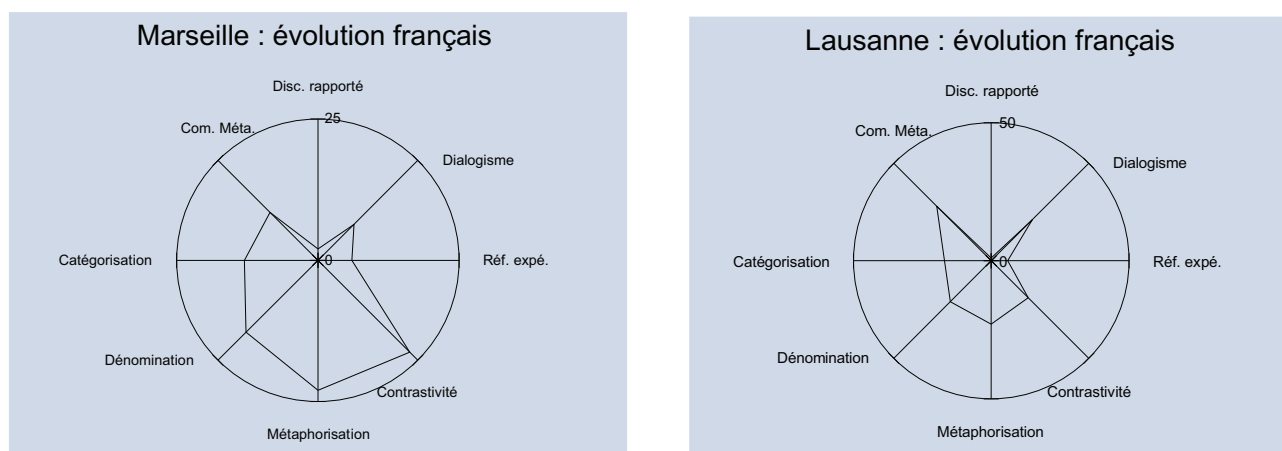 Marseille : évolution français
Disc. rapporté
25
Com. Méta.
Dialogisme
Catégorisation
0
Réf. expé.
Dénomination
Contrastivité
Métaphorisation
Lausanne : évolution français
Disc. rapporté
50
Com. Méta.
Dialogisme
Catégorisation
0
Réf. expé.
Dénomination
Contrastivité
Métaphorisation